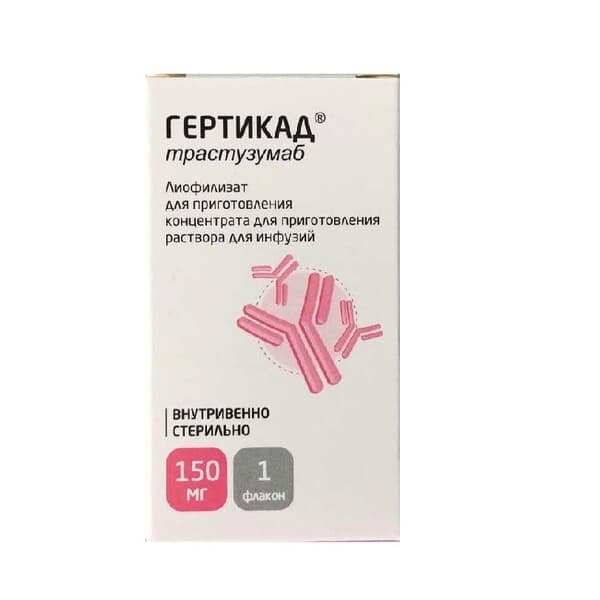 ГЕРТИКАД®
трастузумаб
Лиофилизат
для приготовления
концентрата для приготовления
раствора для инфузий
ВНУТРИВЕННО
СТЕРИЛЬНО
150
МГ
1
флакон